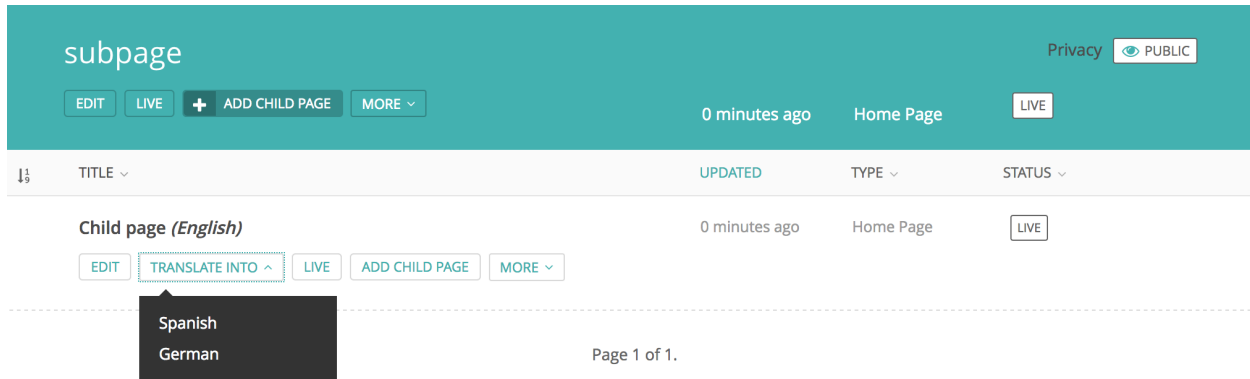 subpage
Privacy PUBLIC
EDIT LIVE + ADD CHILD PAGE MORE
0 minutes ago Home Page LIVE
TITLE UPDATED TYPE STATUS
Child page (English) 0 minutes ago Home Page LIVE
EDIT TRANSLATE INTO LIVE ADD CHILD PAGE MORE
Spanish
German
Page 1 of 1.